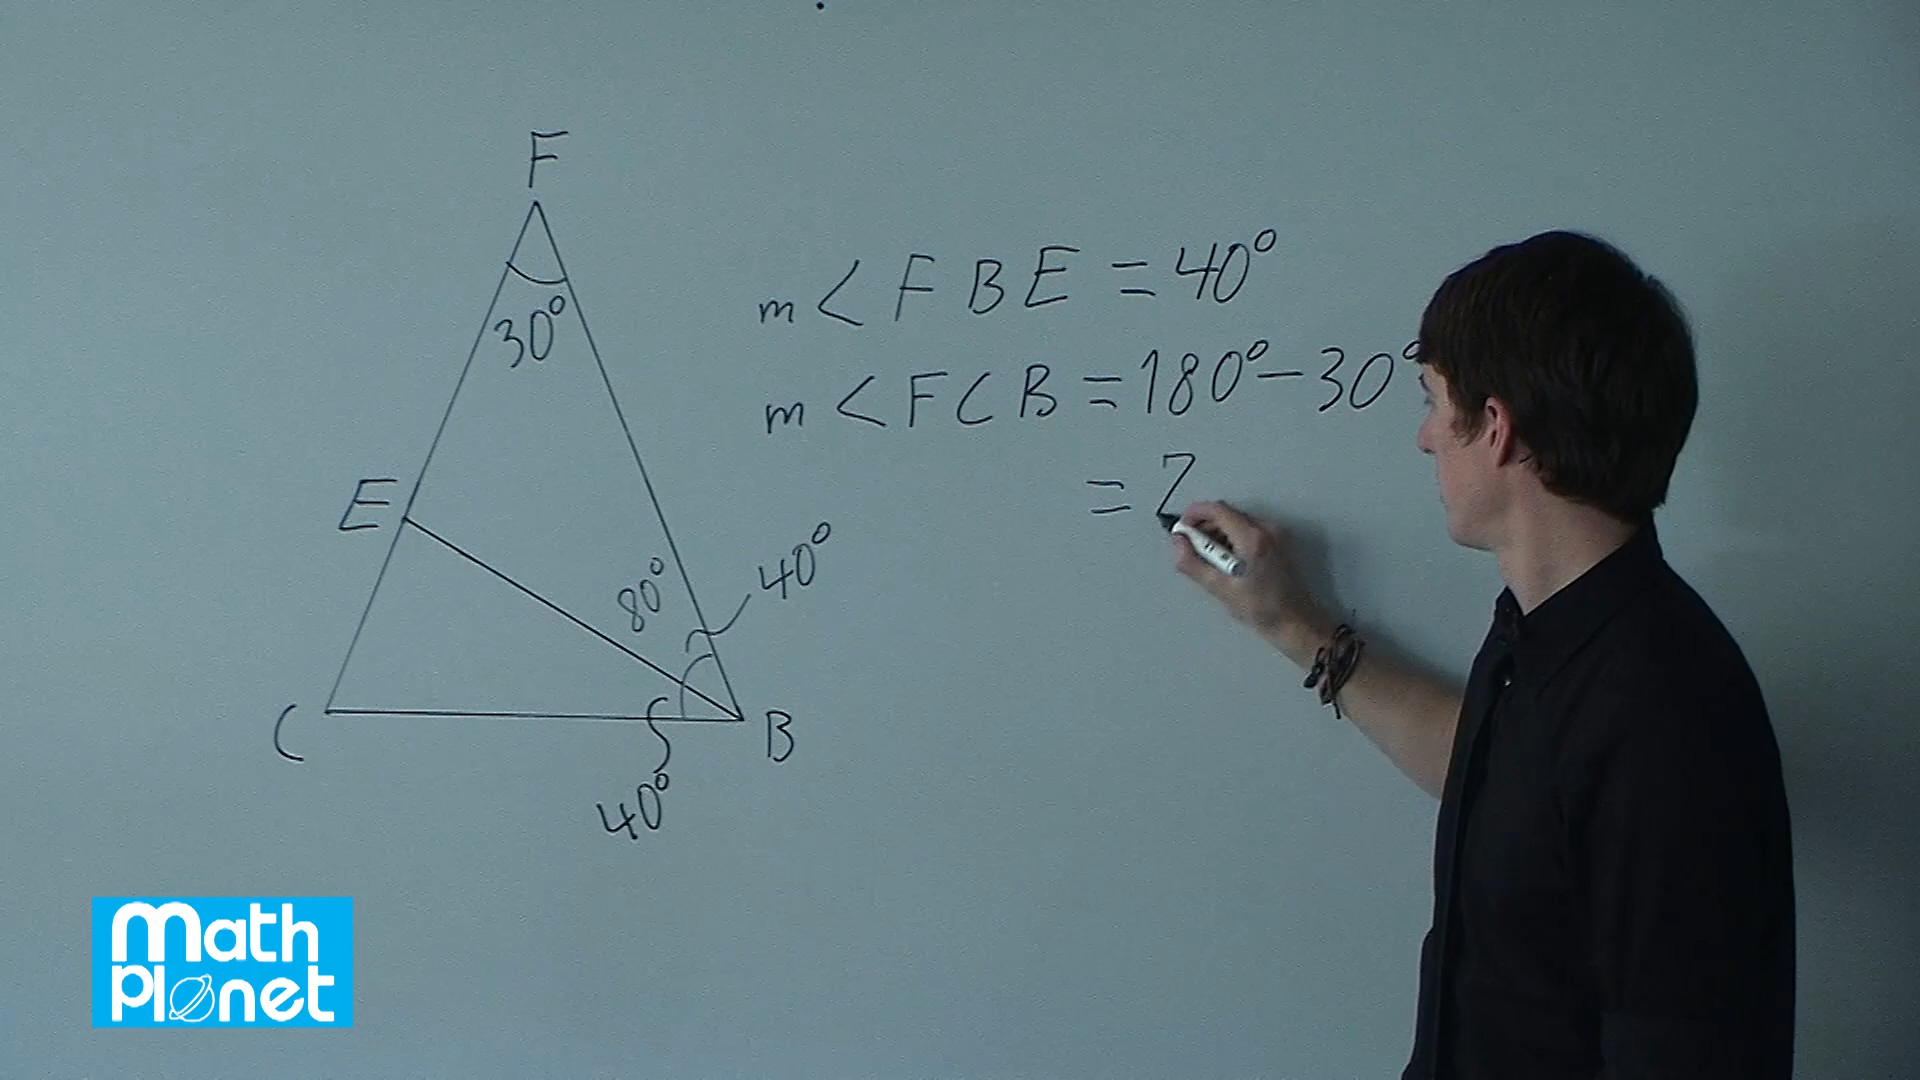 F
30°
m<FBE = 40°
m<FCB = 180° - 30°
= 7
E
80°
40°
C
B
40°
Math
Planet